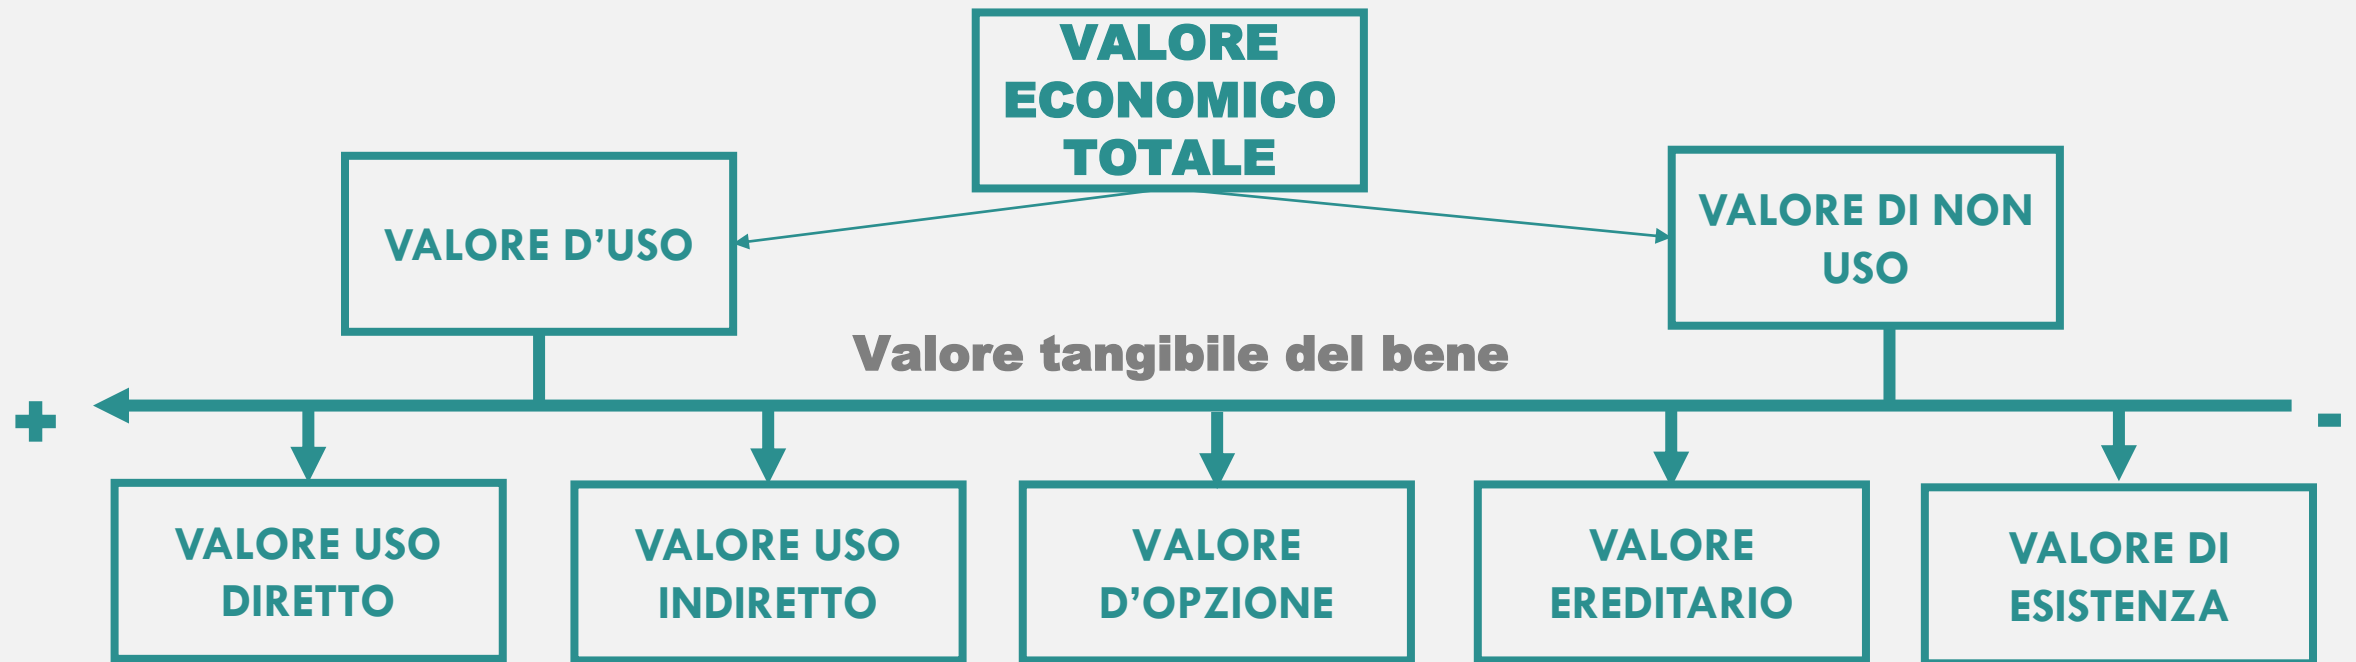 VALORE
ECONOMICO
TOTALE
VALORE D’USO
VALORE DI NON
USO
Valore tangibile del bene
+
-
VALORE USO
DIRETTO
VALORE USO
INDIRETTO
VALORE
D’OPZIONE
VALORE
EREDITARIO
VALORE DI
ESISTENZA